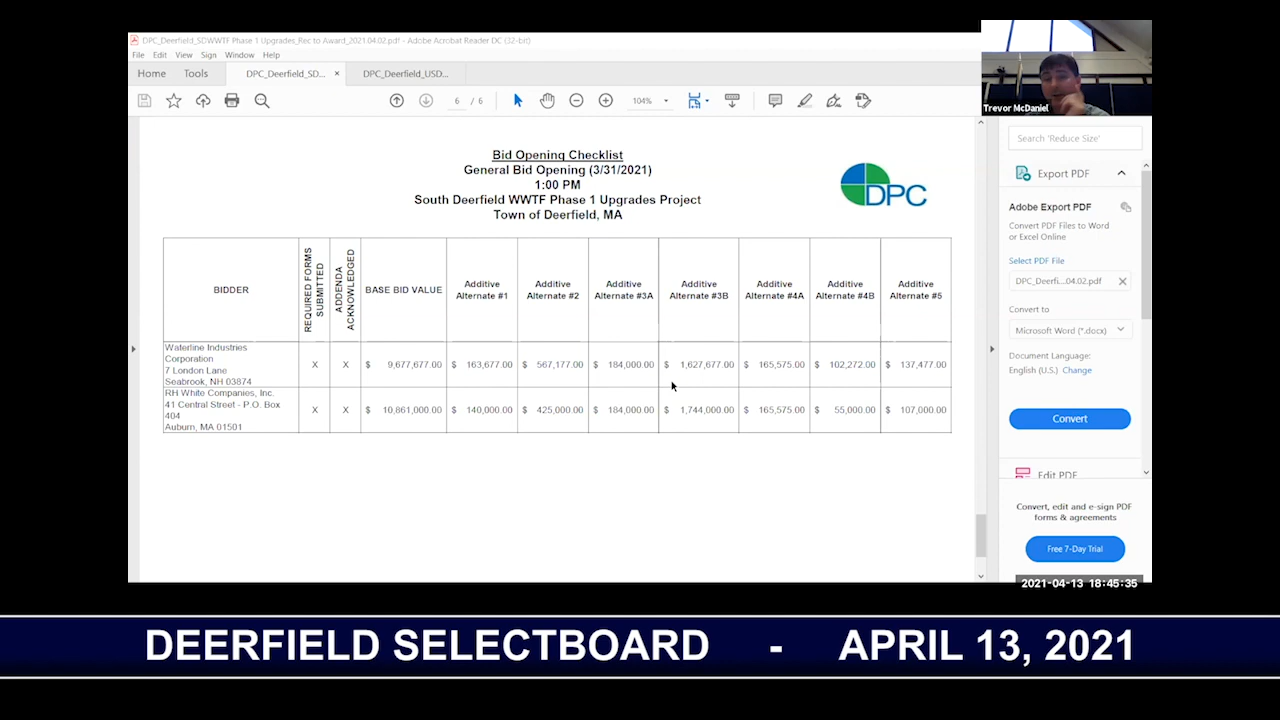 DPC_Deerfield_SDWWTF Phase 1 Upgrades_Rec to Award_2021 04.02.pdf - Adobe Acrobat Reader DC (32-bit)
File Edit View Sign Window Help
Home Tools DPC_Deerfield_SD... × DPC_Deerfield_USD...
6 / 6 104%
Trevor McDaniel
Search 'Reduce Size'
Bid Opening Checklist
General Bid Opening (3/31/2021)
1:00 PM
South Deerfield WWTF Phase 1 Upgrades Project
Town of Deerfield, MA
DPC
BIDDER REQUIRED FORMS SUBMITTED ADDENDA ACKNOWLEDGED BASE BID VALUE Additive Alternate #1 Additive Alternate #2 Additive Alternate #3A Additive Alternate #3B Additive Alternate #4A Additive Alternate #4B Additive Alternate #5
Waterline Industries
Corporation
7 London Lane
Seabrook, NH 03874
X X $ 9,677,677.00 $ 163,677.00 $ 567,177.00 $ 184,000.00 $ 1,627,677.00 $ 165,575.00 $ 102,272.00 $ 137,477.00
RH White Companies, Inc.
41 Central Street - P.O. Box
404
Auburn, MA 01501
X X $ 10,861,000.00 $ 140,000.00 $ 425,000.00 $ 184,000.00 $ 1,744,000.00 $ 165,575.00 $ 55,000.00 $ 107,000.00
Export PDF
Adobe Export PDF
Convert PDF Files to Word
or Excel Online
Select PDF File
DPC_Deerfi...04.02.pdf
Convert to
Microsoft Word (*.docx)
Document Language:
English (U.S.) Change
Convert
Edit PDF
Convert, edit and e-sign PDF
forms & agreements
Free 7-Day Trial
2021-04-13 18:45:35
DEERFIELD SELECTBOARD - APRIL 13, 2021